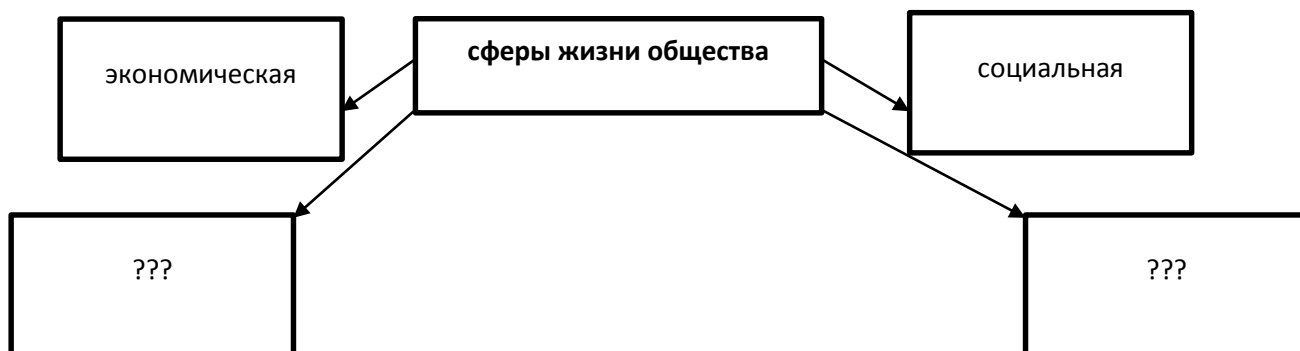 сферы жизни общества
экономическая
социальная
???
???